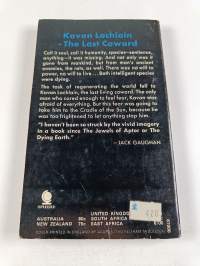 Kavan Lochlain
- The Last Coward
Call it soul, call it humanity, species-sentence,
anything—it was missing. And not only was it
gone from mankind, but from man's ancient
enemies, the nats, as well. There was no will to
power, no will to live... Both intelligent species
were dying.
The task of regenerating the world fell to
Kavan Lachlain, the last living coward. The only
man who cared enough to feel fear, Kavan was
afraid of everything. But this fear was going to
take him to the Cradle of the Sun, because he
was too frightened to let anything stop him.
"I haven't been so struck by the vivid imagery
in a book since The Jewels of Aptor or The
Dying Earth."
- JACK GAUGHAN
SPHERE
AUSTRALIA
NEW ZEALAND
UNITED KINGDOM
SOUTH AFRICA
EAST AFRICA